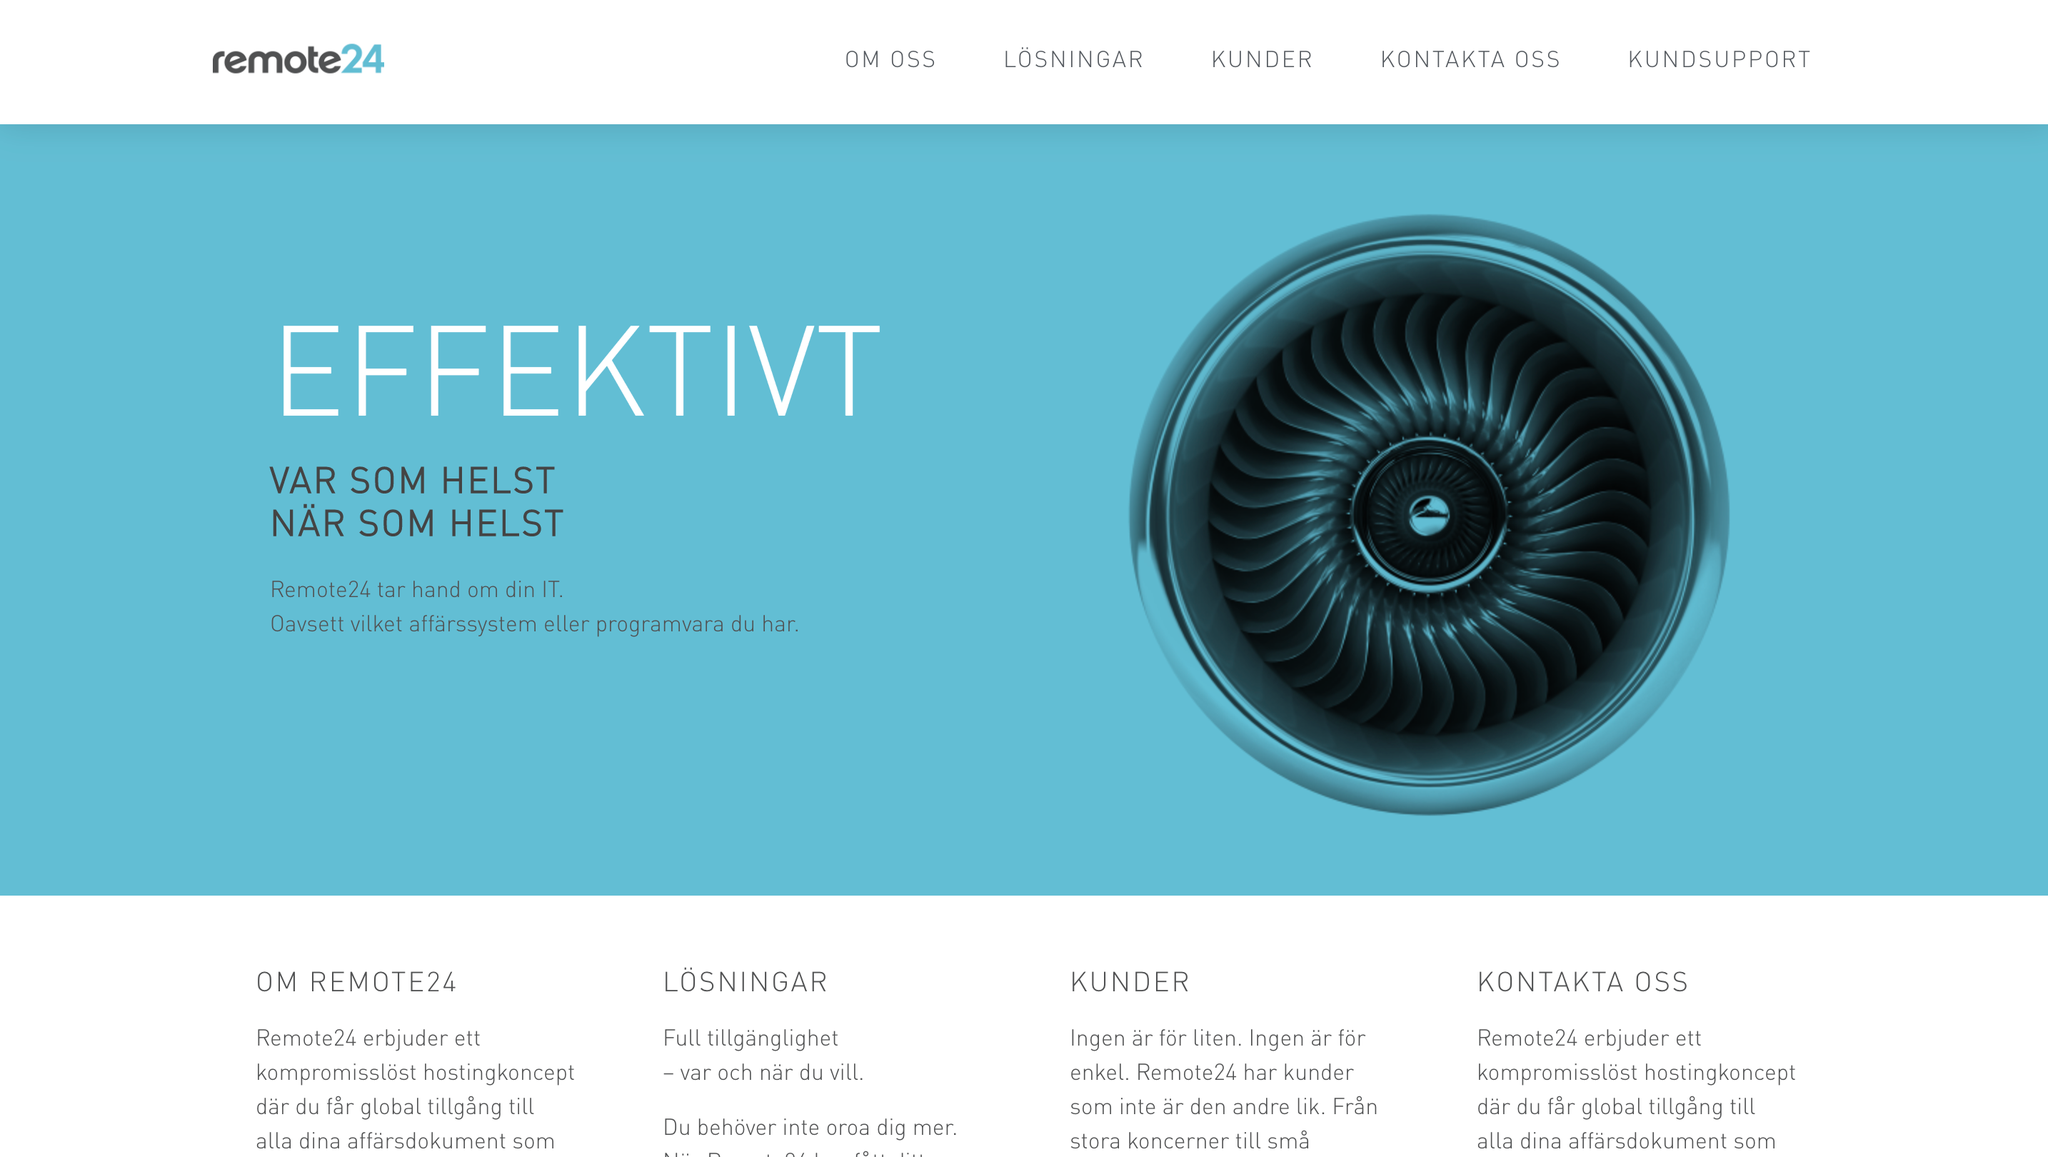 remote24
OM OSS
LÖSNINGAR
KUNDER
KONTAKTA OSS
KUNDSUPPORT
EFFEKTIVT
VAR SOM HELST
NÄR SOM HELST
Remote24 tar hand om din IT.
Oavsett vilket affärssystem eller programvara du har.
OM REMOTE24
Remote24 erbjuder ett
kompromisslöst hostingkoncept
där du får global tillgång till
alla dina affärsdokument som
LÖSNINGAR
Full tillgänglighet
– var och när du vill.
Du behöver inte oroa dig mer.
KUNDER
Ingen är för liten. Ingen är för
enkel. Remote24 har kunder
som inte är den andre lik. Från
stora koncerner till små
KONTAKTA OSS
Remote24 erbjuder ett
kompromisslöst hostingkoncept
där du får global tillgång till
alla dina affärsdokument som